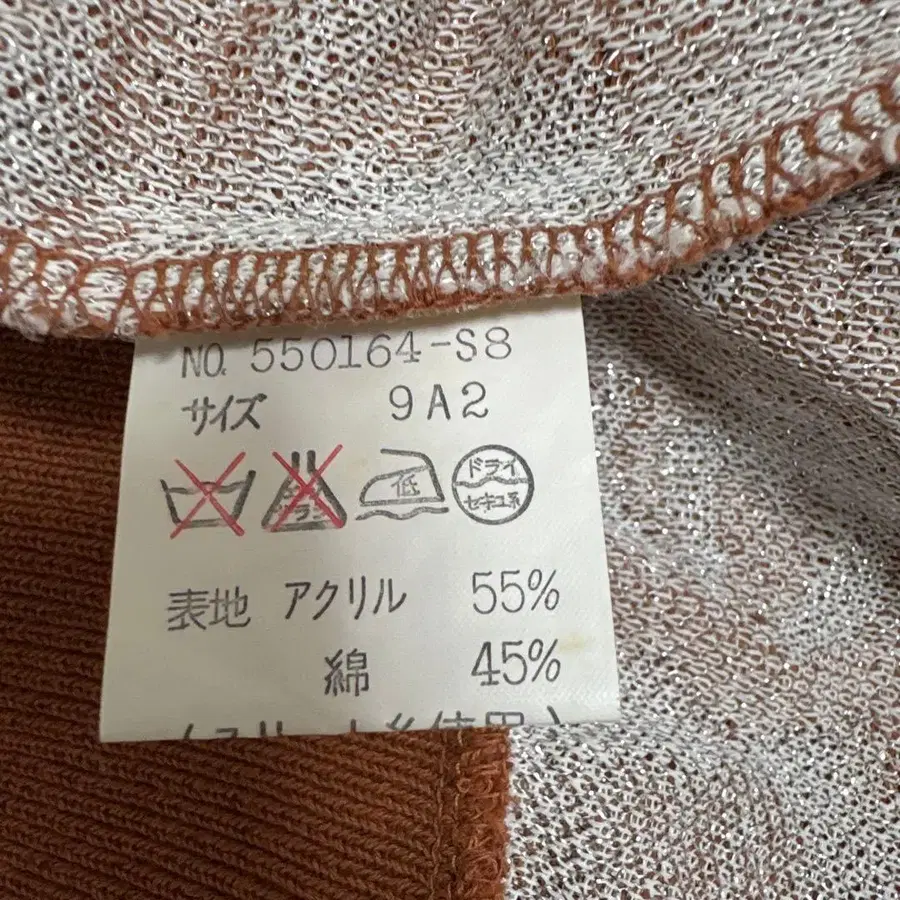 NO. 550164-S8
サイズ 9A2
低 ドライ セキユ系
表地 アクリル 55%
綿 45%